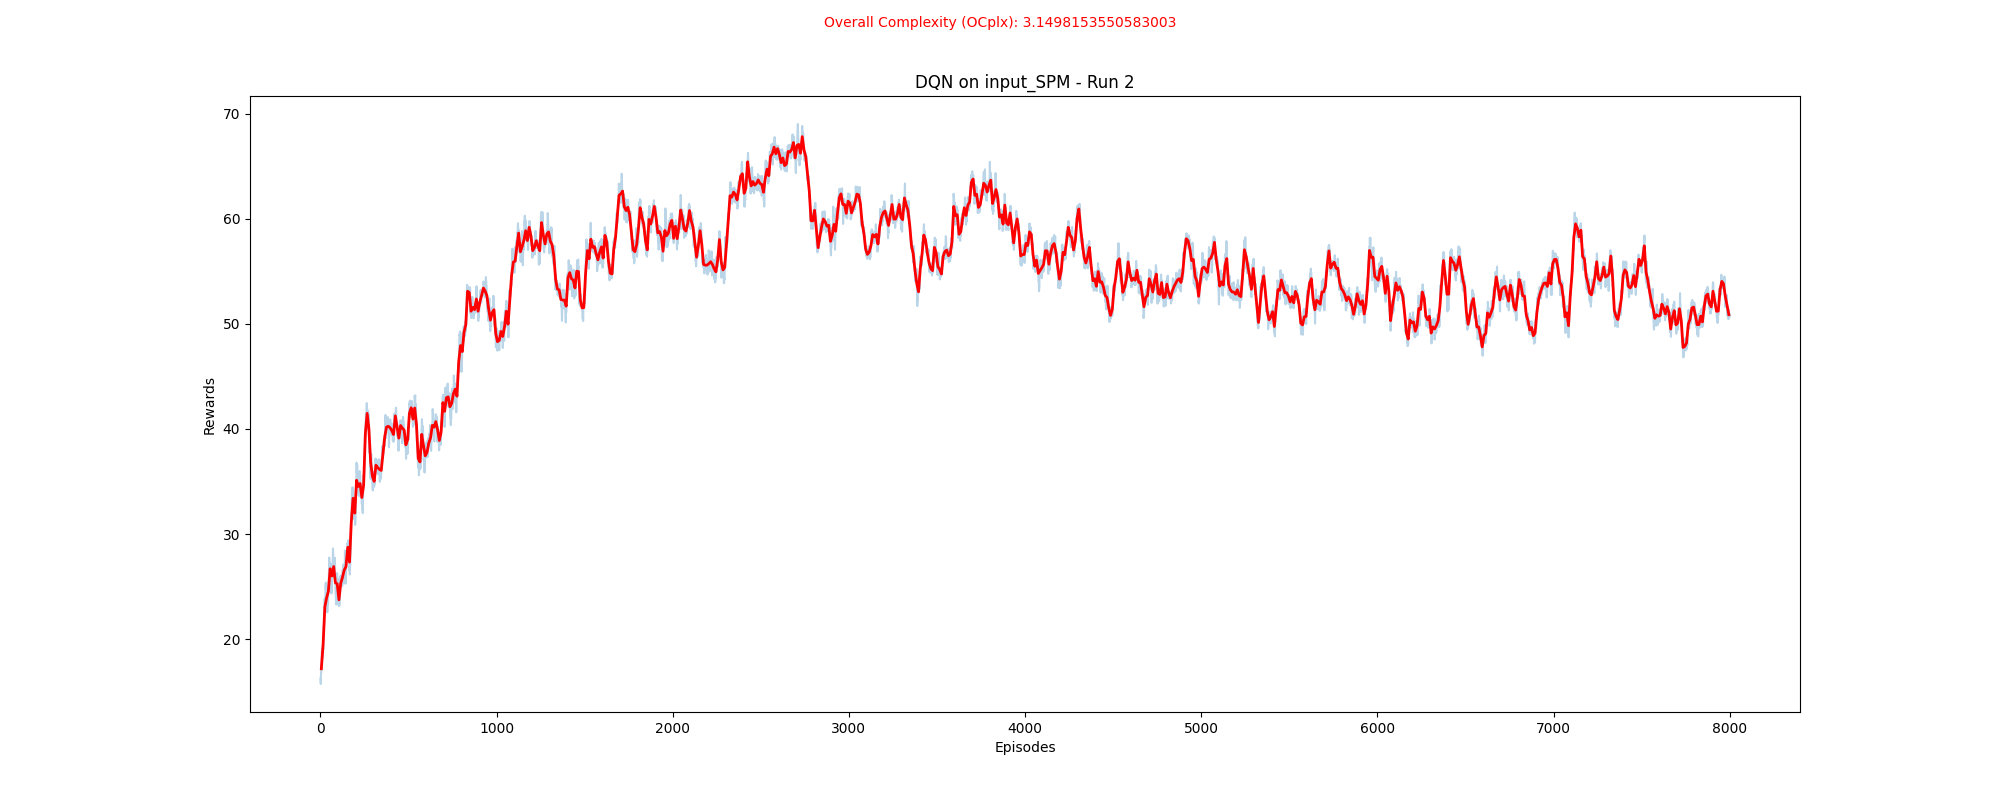 Overall Complexity (OCplx): 3.1498153550583003
DQN on input_SPM - Run 2
70
60
50
40
30
20
Rewards
0 1000 2000 3000 4000 5000 6000 7000 8000
Episodes